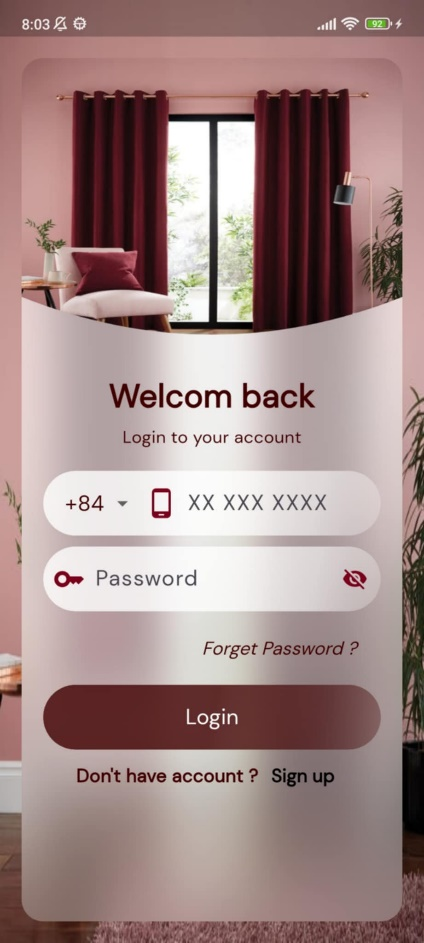 8:03
92
Welcom back
Login to your account
+84 XX XXX XXXX
Password
Forget Password ?
Login
Don't have account ? Sign up